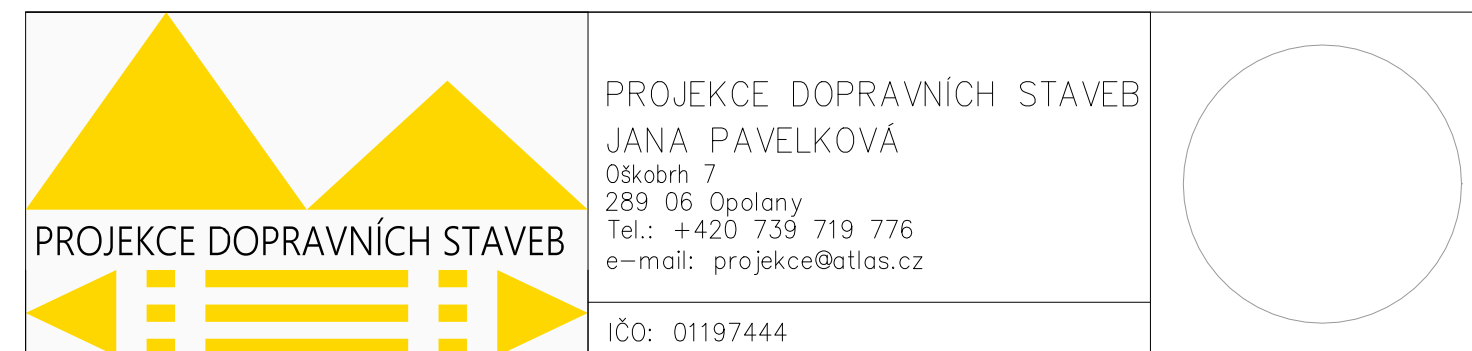 PROJEKCE DOPRAVNÍCH STAVEB
PROJEKCE DOPRAVNÍCH STAVEB
JANA PAVELKOVÁ
Oškobrh 7
289 06 Opolany
Tel.: +420 739 719 776
e-mail: projekce@atlas.cz
IČO: 01197444